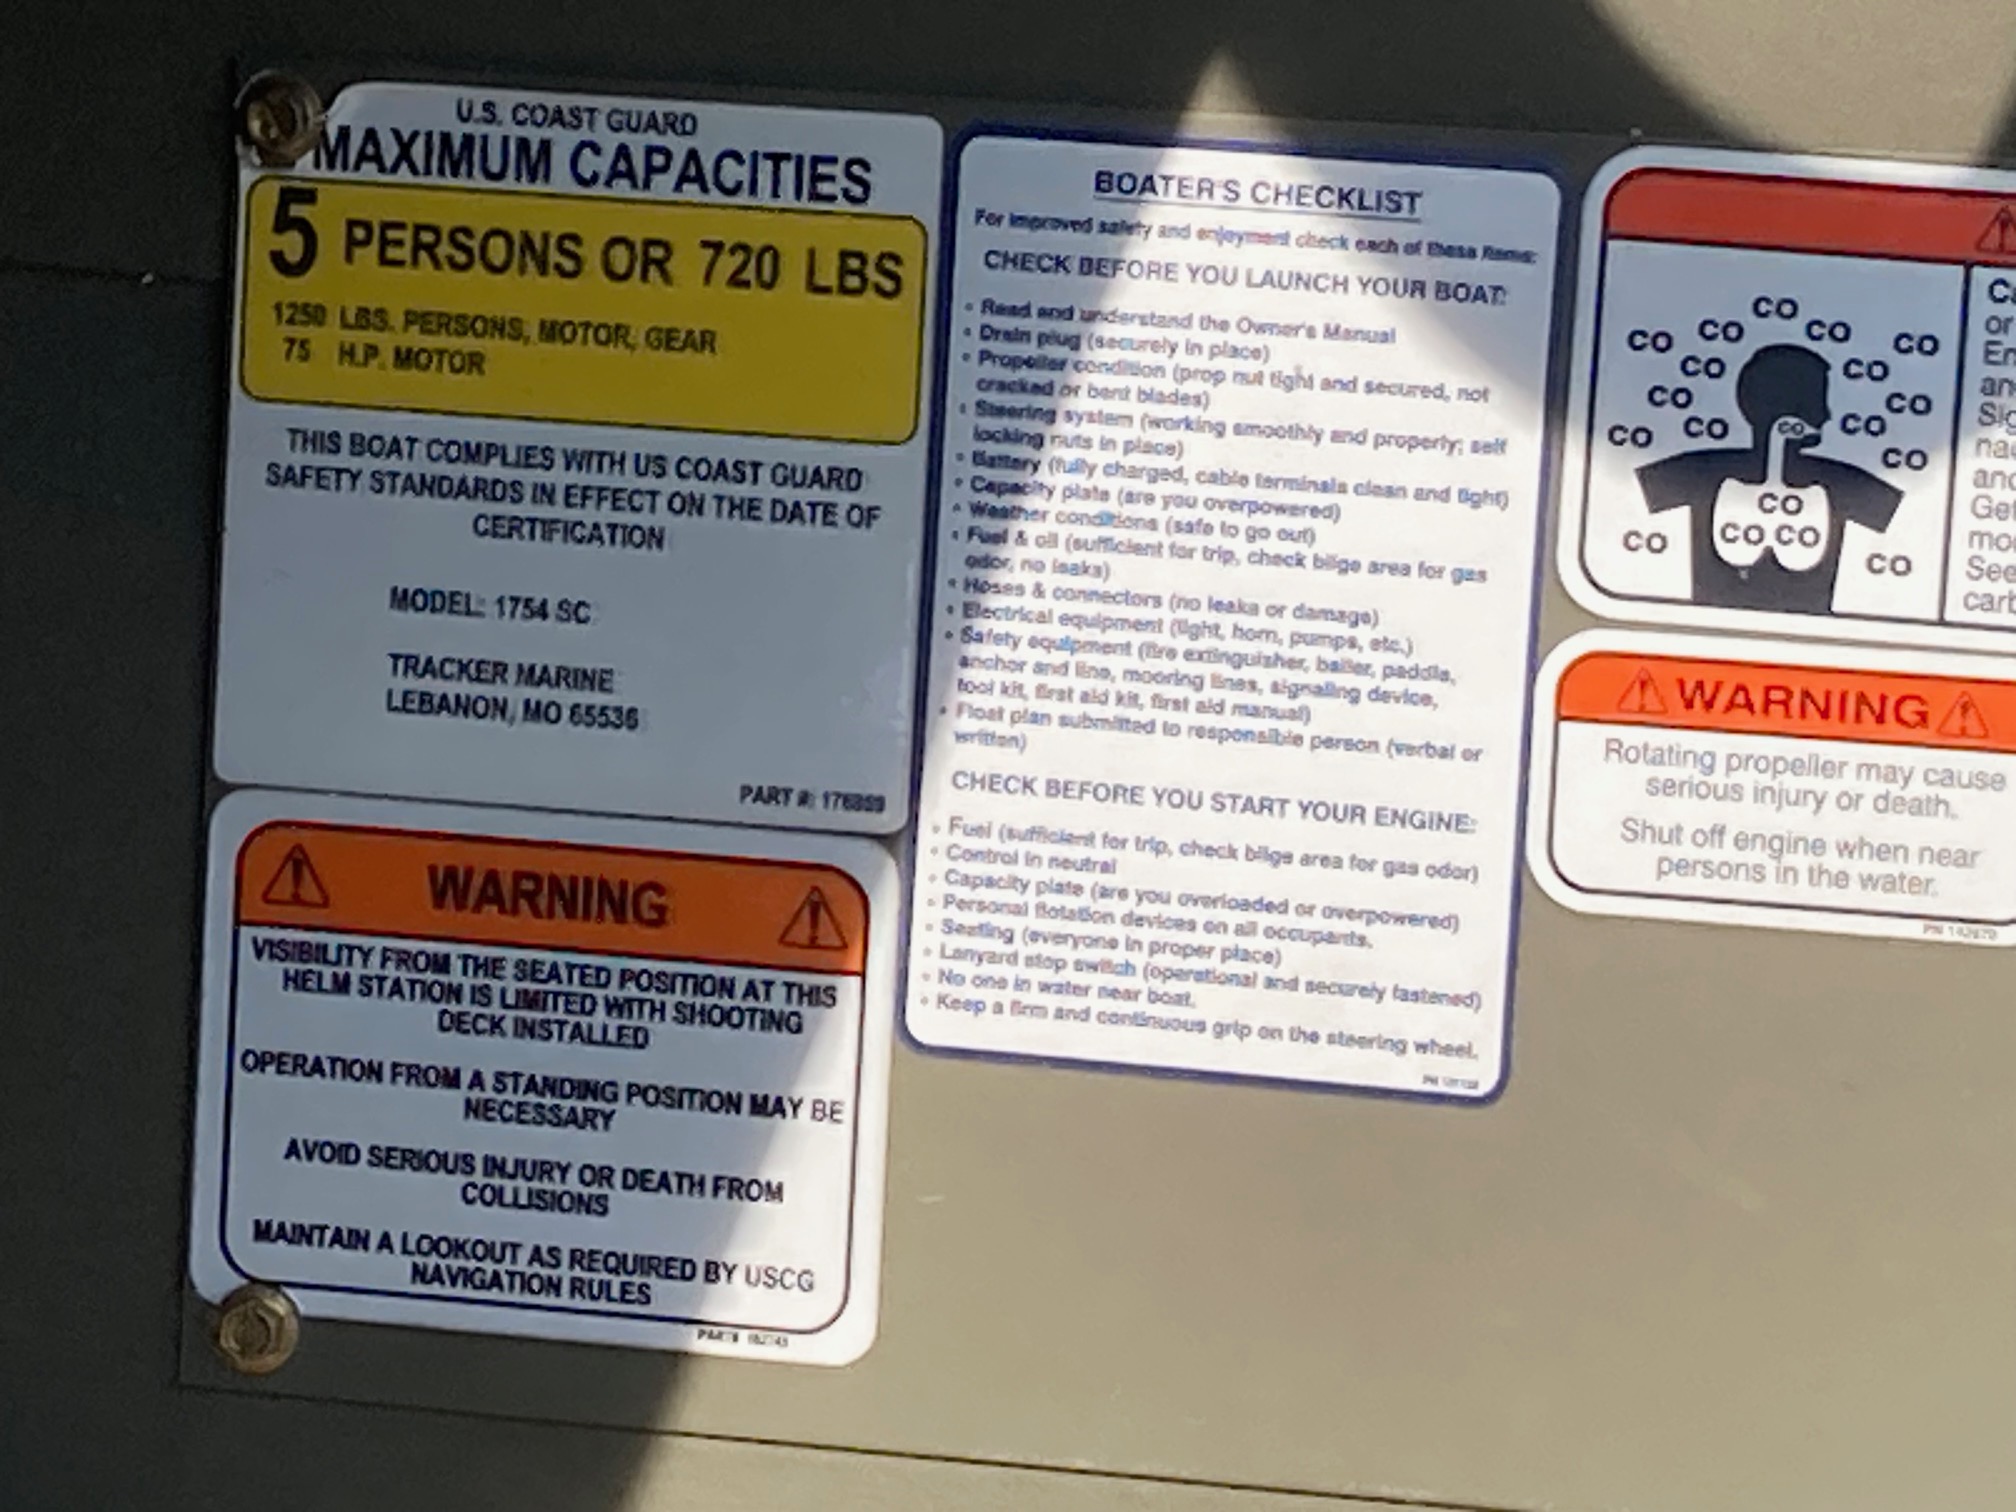 U.S. COAST GUARD
MAXIMUM CAPACITIES
5 PERSONS OR 720 LBS
1250 LBS. PERSONS, MOTOR, GEAR
75 H.P. MOTOR
THIS BOAT COMPLIES WITH US COAST GUARD
SAFETY STANDARDS IN EFFECT ON THE DATE OF
CERTIFICATION
MODEL: 1754 SC
TRACKER MARINE
LEBANON, MO 65536
PART #:
WARNING
VISIBILITY FROM THE SEATED POSITION AT THIS
HELM STATION IS LIMITED WITH SHOOTING
DECK INSTALLED
OPERATION FROM A STANDING POSITION MAY BE
NECESSARY
AVOID SERIOUS INJURY OR DEATH FROM
COLLISIONS
MAINTAIN A LOOKOUT AS REQUIRED BY USCG
NAVIGATION RULES
PART#
BOATER'S CHECKLIST
For improved safety and enjoyment check each of these items:
CHECK BEFORE YOU LAUNCH YOUR BOAT:
• Read and understand the Owner's Manual
• Drain plug (securely in place)
• Propeller condition (prop nut tight and secured, not
cracked or bent blades)
• Steering system (working smoothly and properly; self
locking nuts in place)
• Battery (fully charged, cable terminals clean and tight)
• Capacity plate (are you overpowered)
• Weather conditions (safe to go out)
• Fuel & oil (sufficient for trip, check bilge area for gas
odor, no leaks)
• Hoses & connectors (no leaks or damage)
• Electrical equipment (light, horn, pumps, etc.)
• Safety equipment (fire extinguisher, bailer, paddle,
anchor and line, mooring lines, signaling device,
tool kit, first aid kit, first aid manual)
• Float plan submitted to responsible person (verbal or
written)
CHECK BEFORE YOU START YOUR ENGINE:
• Fuel (sufficient for trip, check bilge area for gas odor)
• Control in neutral
• Capacity plate (are you overloaded or overpowered)
• Personal flotation devices on all occupants.
• Seating (everyone in proper place)
• Lanyard stop switch (operational and securely fastened)
• No one in water near boat.
• Keep a firm and continuous grip on the steering wheel.
PN
CO
CO CO CO CO
CO CO
CO CO
CO CO CO CO CO
CO
CO
CO CO
CO CO
or
and
Get
See
WARNING
Rotating propeller may cause
serious injury or death.
Shut off engine when near
persons in the water.
PN